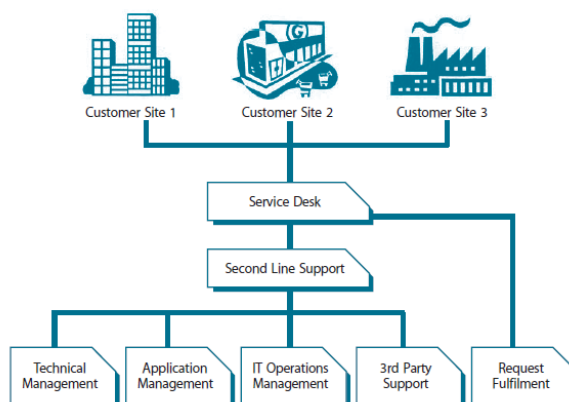 G
Customer Site 1
Customer Site 2
Customer Site 3
Service Desk
Second Line Support
Technical
Management
Application
Management
IT Operations
Management
3rd Party
Support
Request
Fulfilment